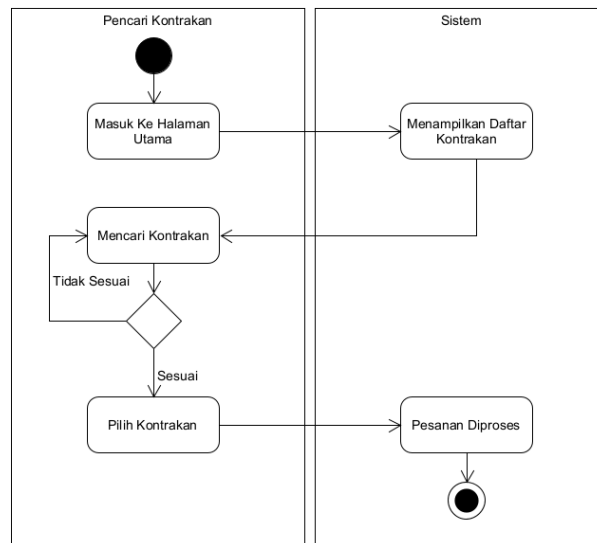 Pencari Kontrakan
Sistem
Masuk Ke Halaman
Utama
Menampilkan Daftar
Kontrakan
Mencari Kontrakan
Tidak Sesuai
Sesuai
Pilih Kontrakan
Pesanan Diproses